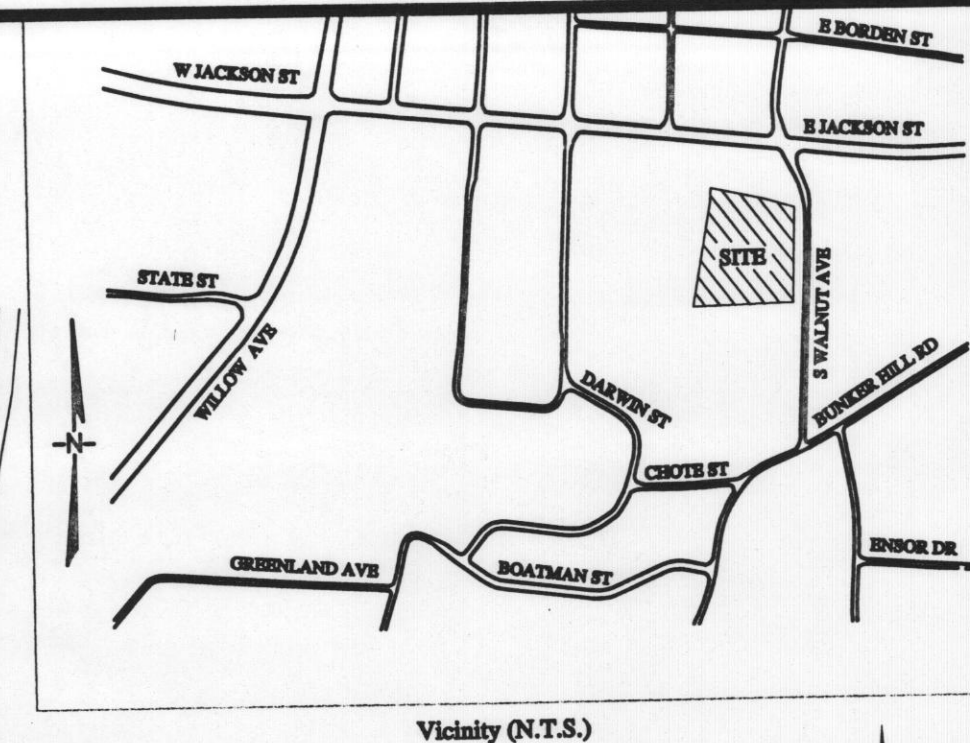 E BORDEN ST
W JACKSON ST
E JACKSON ST
SITE
STATE ST
S WALNUT AVE
WILLOW AVE
DARWIN ST
BUNKER HILL RD
N
CHOTE ST
GREENLAND AVE
BOATMAN ST
ENSOR DR
Vicinity (N.T.S.)